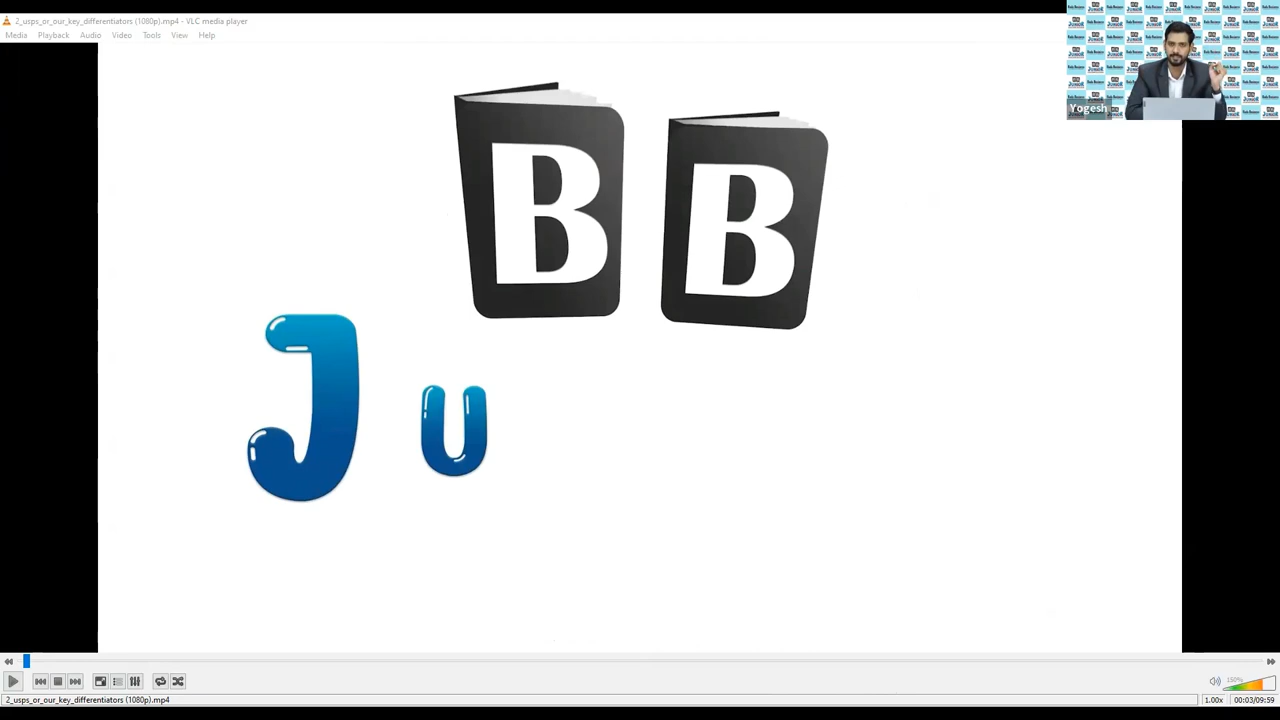 2_usps_or_our_key_differentiators (1080p).mp4 - VLC media player
Media Playback Audio Video Tools View Help
Yogesh
B B
J u
150%
2_usps_or_our_key_differentiators (1080p).mp4
1.00x
00:03/09:59